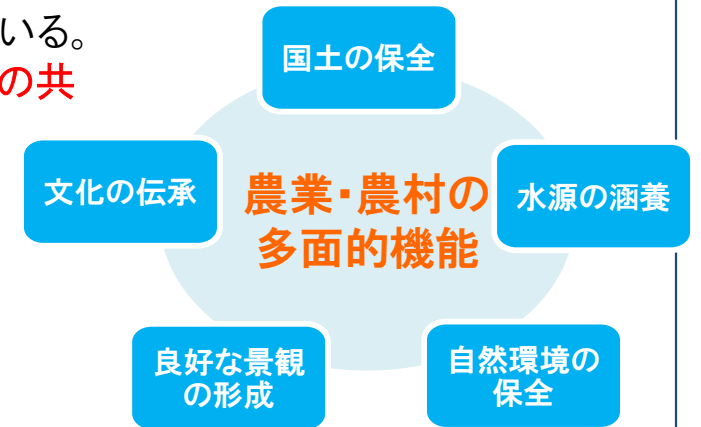 いる。
の共
国土の保全
文化の伝承
農業・農村の
多面的機能
水源の涵養
良好な景観
の形成
自然環境の
保全